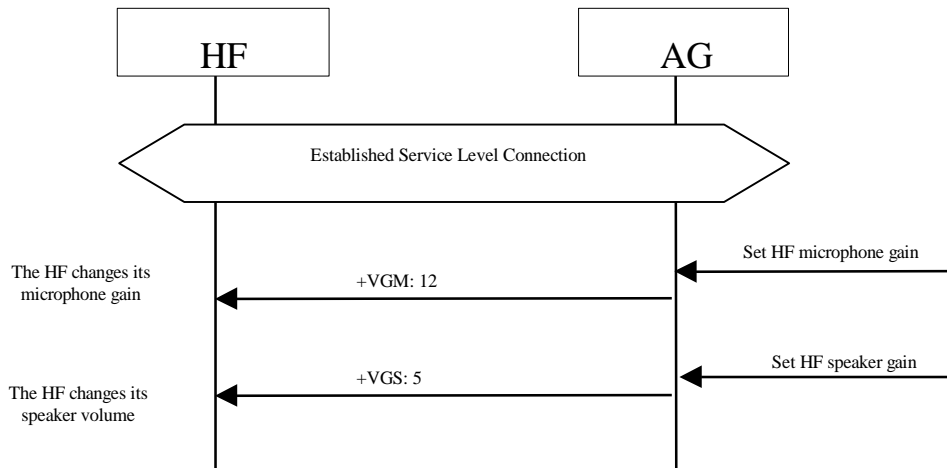 HF
AG
Established Service Level Connection
Set HF microphone gain
The HF changes its
microphone gain
+VGM: 12
Set HF speaker gain
+VGS: 5
The HF changes its
speaker volume